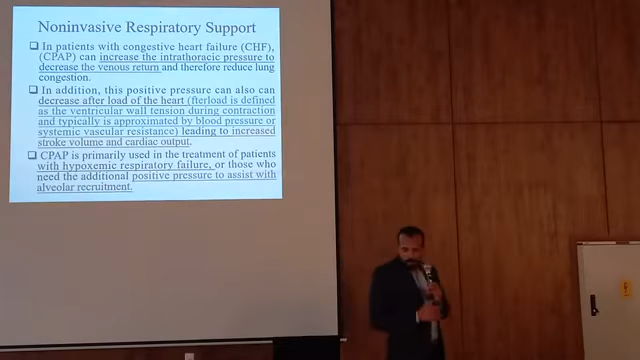 Noninvasive Respiratory Support
In patients with congestive heart failure (CHF),
(CPAP) can increase the intrathoracic pressure to
decrease the venous return and therefore reduce lung
congestion.
In addition, this positive pressure can also can
decrease after load of the heart (fterload is defined
as the ventricular wall tension during contraction
and typically is approximated by blood pressure or
systemic vascular resistance) leading to increased
stroke volume and cardiac output.
CPAP is primarily used in the treatment of patients
with hypoxemic respiratory failure, or those who
need the additional positive pressure to assist with
alveolar recruitment.